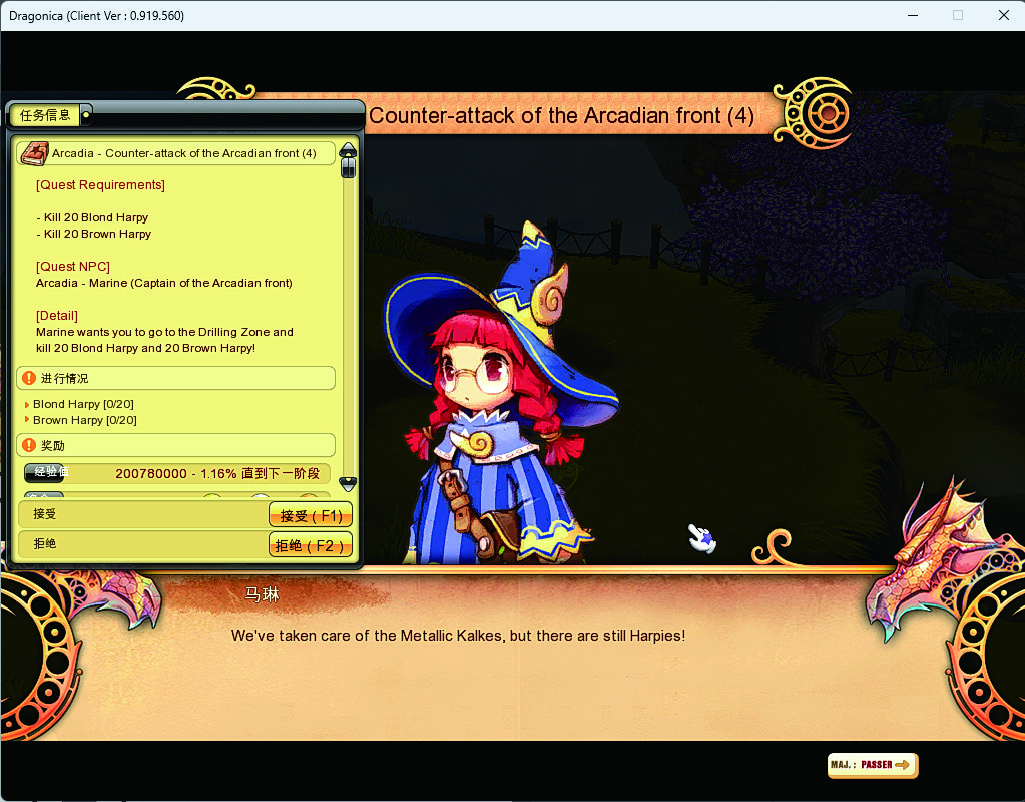 Dragonica (Client Ver : 0.919.560)
Counter-attack of the Arcadian front (4)
任务信息
Arcadia - Counter-attack of the Arcadian front (4)
[Quest Requirements]
- Kill 20 Blond Harpy
- Kill 20 Brown Harpy
[Quest NPC]
Arcadia - Marine (Captain of the Arcadian front)
[Detail]
Marine wants you to go to the Drilling Zone and
kill 20 Blond Harpy and 20 Brown Harpy!
进行情况
Blond Harpy [0/20]
Brown Harpy [0/20]
奖励
经验值 200780000 - 1.16% 直到下一阶段
接受 接受 ( F1)
拒绝 拒绝 ( F2 )
马琳
We've taken care of the Metallic Kalkes, but there are still Harpies!
MAJ. : PASSER